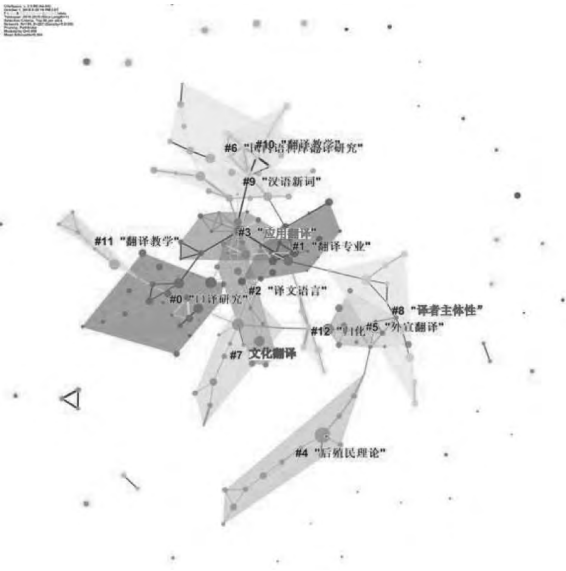 #10 "翻译教学"
#6 "国内语料库翻译研究"
#9 "汉语新词"
#3 "应用翻译"
#11 "翻译教学"
#1 "翻译专业"
#2 "译文语言"
#0 "口译研究"
#8 "译者主体性"
#12 "归化"
#5 "外宣翻译"
#7 "文化翻译"
#4 "后殖民理论"